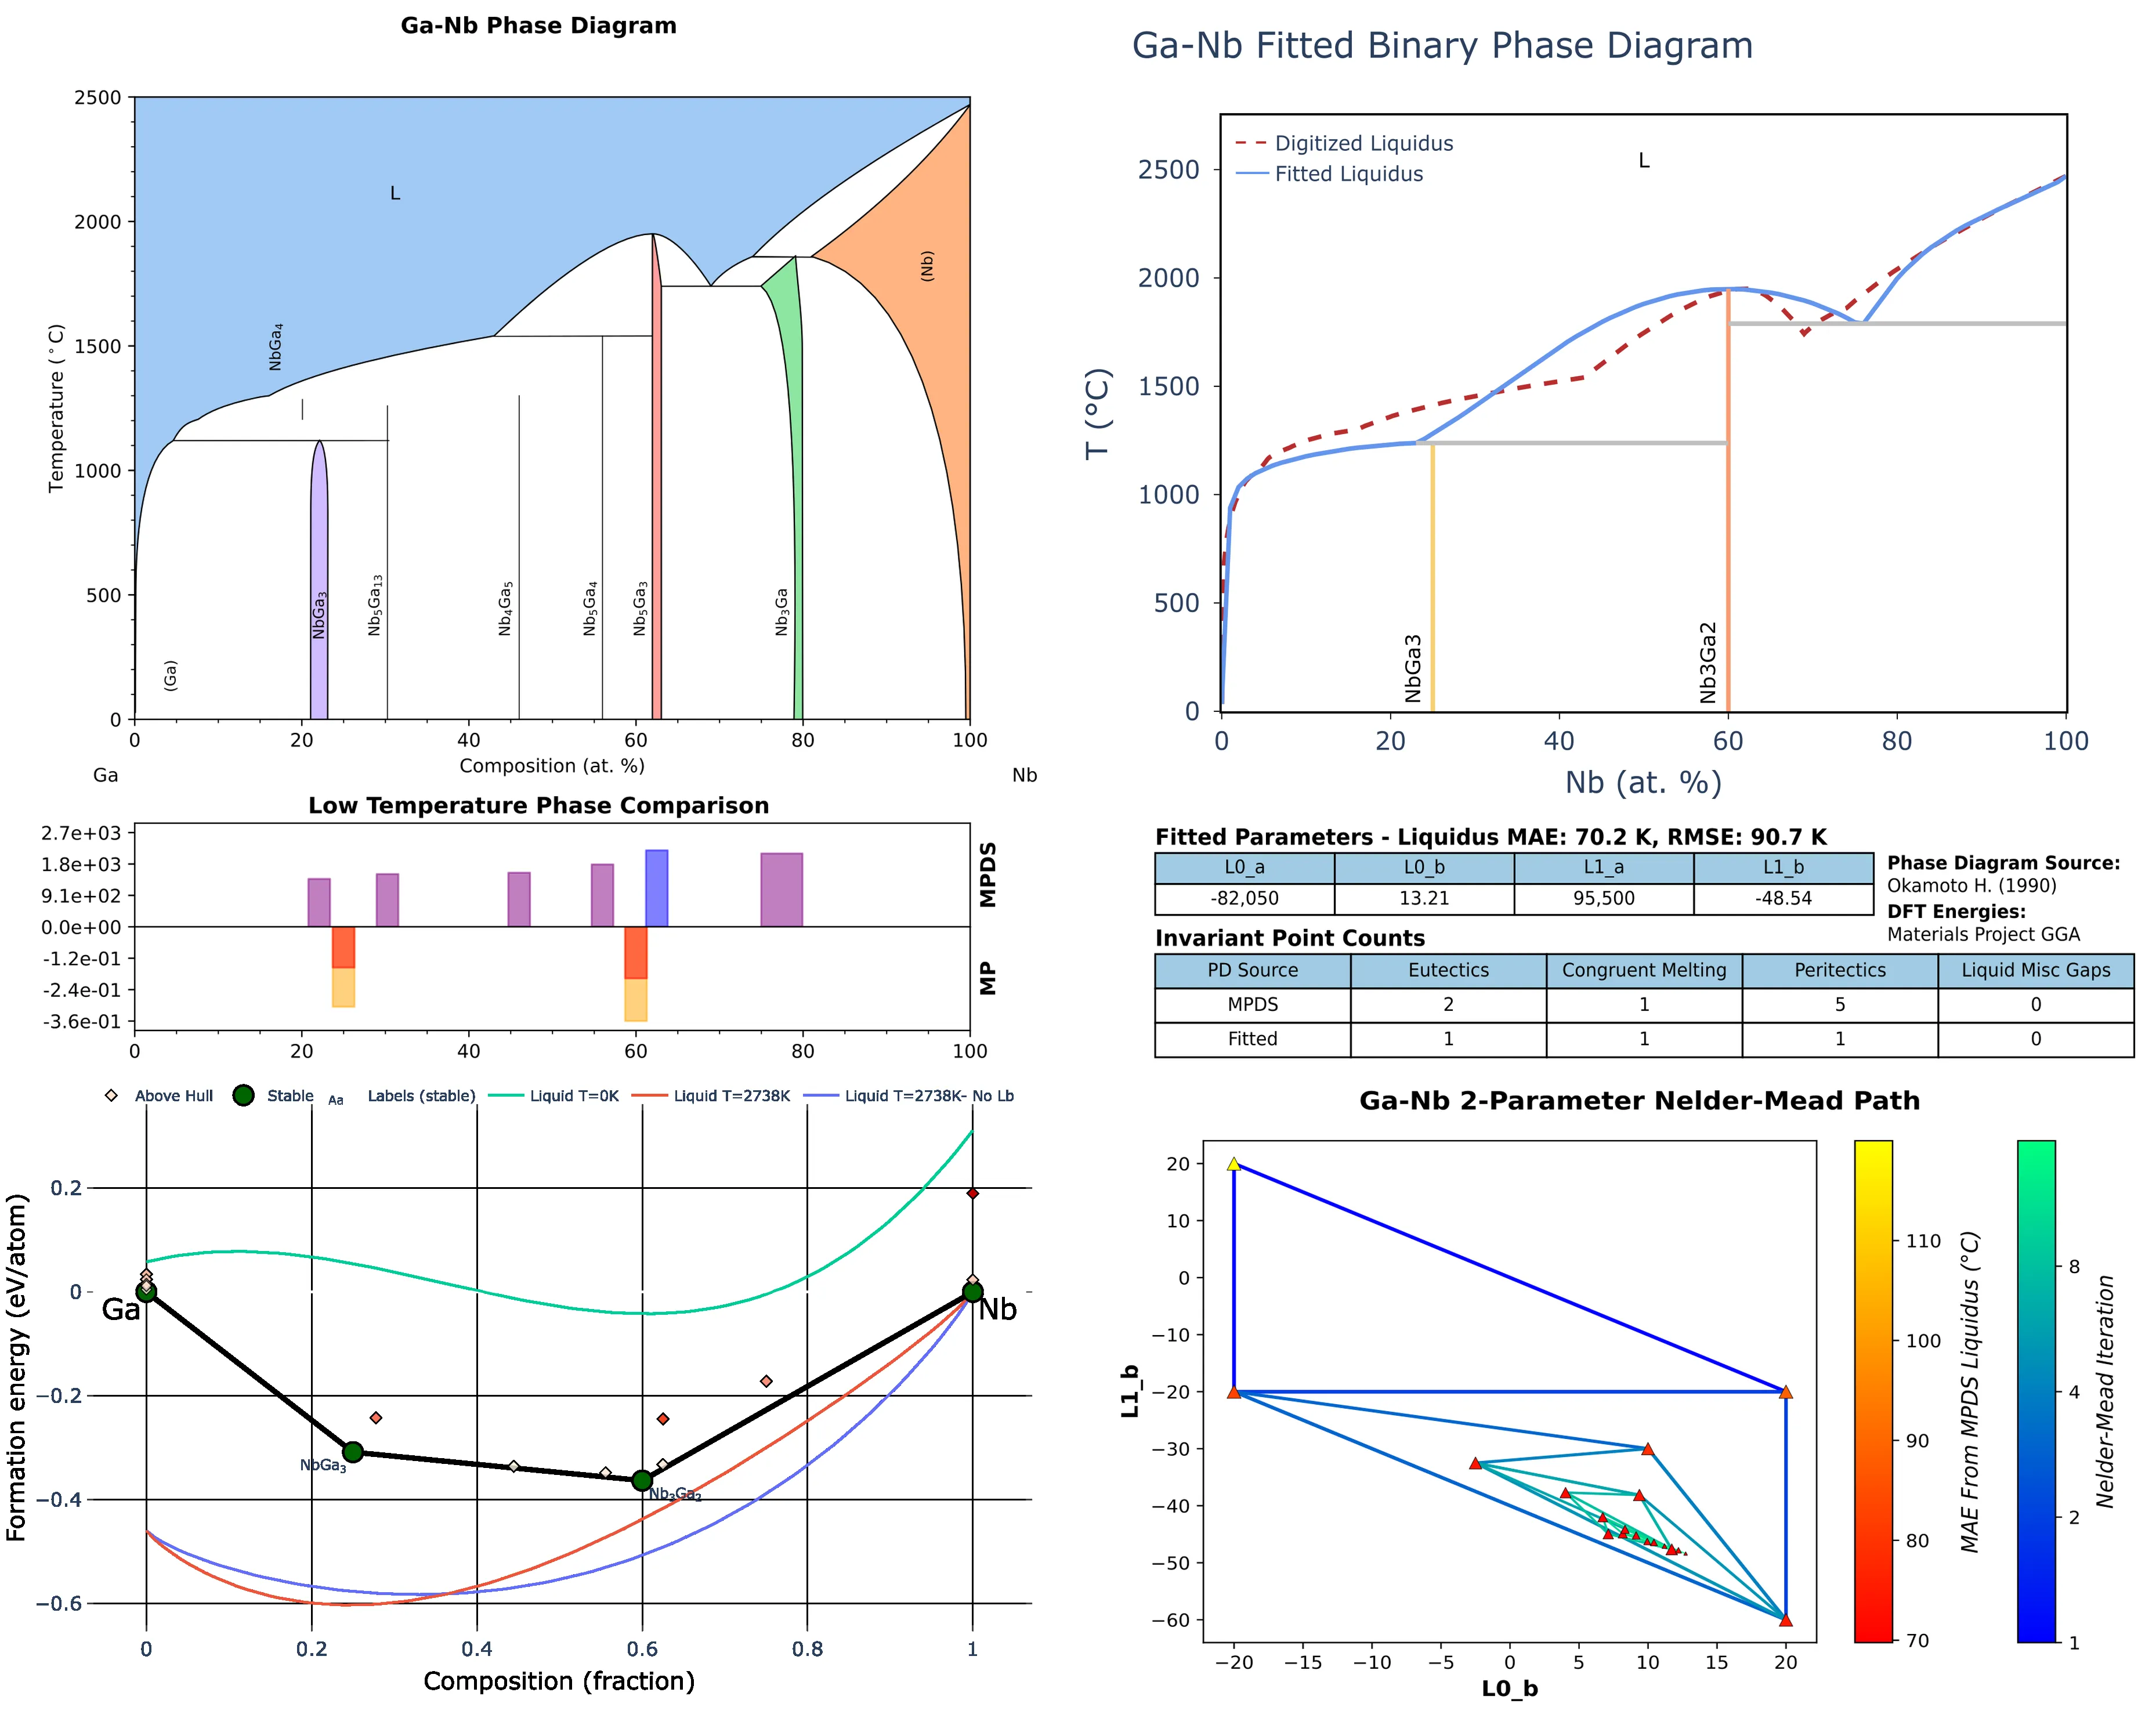 Ga-Nb Phase Diagram
2500
2000
1500
1000
500
0
Temperature (°C)
L
NbGa4
(Ga)
NbGa3
Nb5Ga13
Nb4Ga5
Nb5Ga4
Nb5Ga3
Nb3Ga
(Nb)
0 20 40 60 80 100
Composition (at. %)
Ga Nb
Ga-Nb Fitted Binary Phase Diagram
Digitized Liquidus
Fitted Liquidus
L
2500
2000
1500
1000
500
0
T (°C)
NbGa3
Nb3Ga2
0 20 40 60 80 100
Nb (at. %)
Low Temperature Phase Comparison
2.7e+03
1.8e+03
9.1e+02
0.0e+00
-1.2e-01
-2.4e-01
-3.6e-01
MPDS
MP
0 20 40 60 80 100
Fitted Parameters - Liquidus MAE: 70.2 K, RMSE: 90.7 K
L0_a L0_b L1_a L1_b
-82,050 13.21 95,500 -48.54
Phase Diagram Source:
Okamoto H. (1990)
DFT Energies:
Materials Project GGA
Invariant Point Counts
PD Source Eutectics Congruent Melting Peritectics Liquid Misc Gaps
MPDS 2 1 5 0
Fitted 1 1 1 0
Above Hull Stable Aa Labels (stable) Liquid T=0K Liquid T=2738K Liquid T=2738K- No Lb
0.2
0
−0.2
−0.4
−0.6
Formation energy (eV/atom)
Ga
Nb
NbGa3
Nb3Ga2
0 0.2 0.4 0.6 0.8 1
Composition (fraction)
Ga-Nb 2-Parameter Nelder-Mead Path
20
10
0
−10
−20
−30
−40
−50
−60
L1_b
−20 −15 −10 −5 0 5 10 15 20
L0_b
110
100
90
80
70
MAE From MPDS Liquidus (°C)
8
4
2
1
Nelder-Mead Iteration